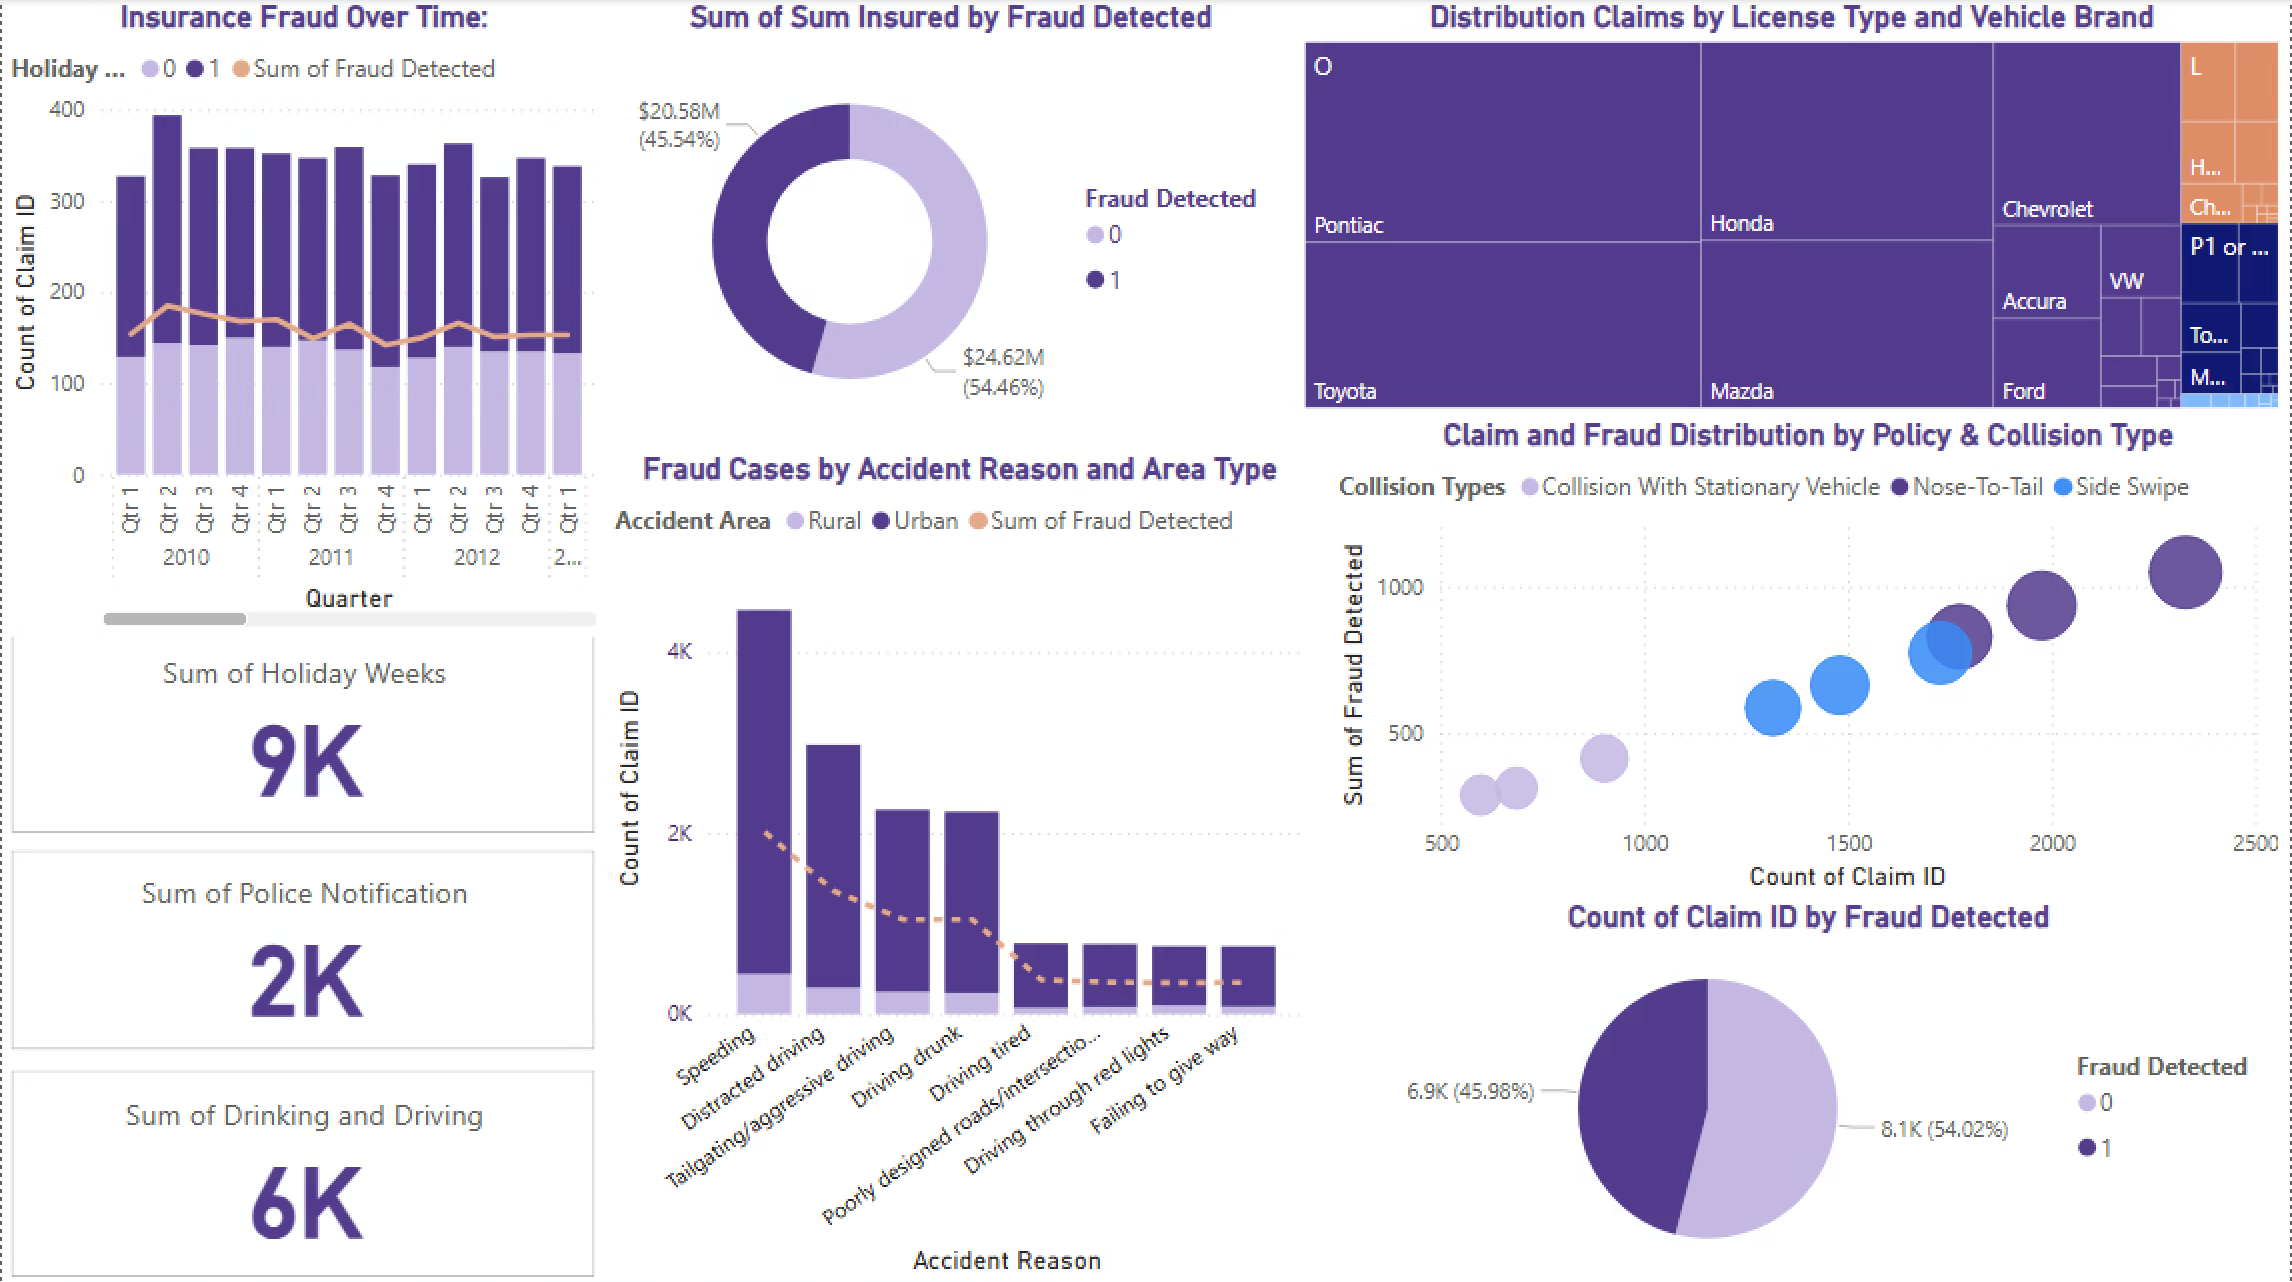 Insurance Fraud Over Time:
Holiday ... 0 1 Sum of Fraud Detected
Count of Claim ID
400
300
200
100
0
Qtr 1 Qtr 2 Qtr 3 Qtr 4 Qtr 1 Qtr 2 Qtr 3 Qtr 4 Qtr 1 Qtr 2 Qtr 3 Qtr 4 Qtr 1
2010 2011 2012 2...
Quarter
Sum of Holiday Weeks
9K
Sum of Police Notification
2K
Sum of Drinking and Driving
6K
Sum of Sum Insured by Fraud Detected
$20.58M
(45.54%)
$24.62M
(54.46%)
Fraud Detected
0
1
Fraud Cases by Accident Reason and Area Type
Accident Area Rural Urban Sum of Fraud Detected
Count of Claim ID
4K
2K
0K
Speeding
Distracted driving
Tailgating/aggressive driving
Driving drunk
Driving tired
Poorly designed roads/intersectio...
Driving through red lights
Failing to give way
Accident Reason
Distribution Claims by License Type and Vehicle Brand
O
Pontiac
Toyota
Honda
Mazda
Chevrolet
Accura
VW
Ford
L
H...
Ch...
P1 or ...
To...
M...
Claim and Fraud Distribution by Policy & Collision Type
Collision Types Collision With Stationary Vehicle Nose-To-Tail Side Swipe
Sum of Fraud Detected
1000
500
500 1000 1500 2000 2500
Count of Claim ID
Count of Claim ID by Fraud Detected
6.9K (45.98%)
8.1K (54.02%)
Fraud Detected
0
1